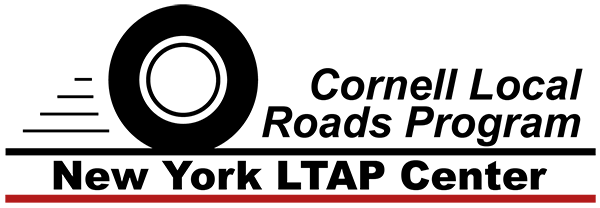 Cornell Local
Roads Program
New York LTAP Center